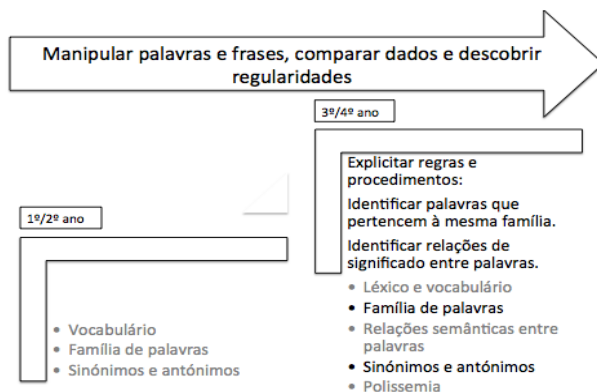 Manipular palavras e frases, comparar dados e descobrir
regularidades
3º/4º ano
Explicitar regras e
procedimentos:
Identificar palavras que
pertencem à mesma família.
Identificar relações de
significado entre palavras.
• Léxico e vocabulário
• Família de palavras
• Relações semânticas entre
palavras
• Sinónimos e antónimos
• Polissemia
1º/2º ano
• Vocabulário
• Família de palavras
• Sinónimos e antónimos